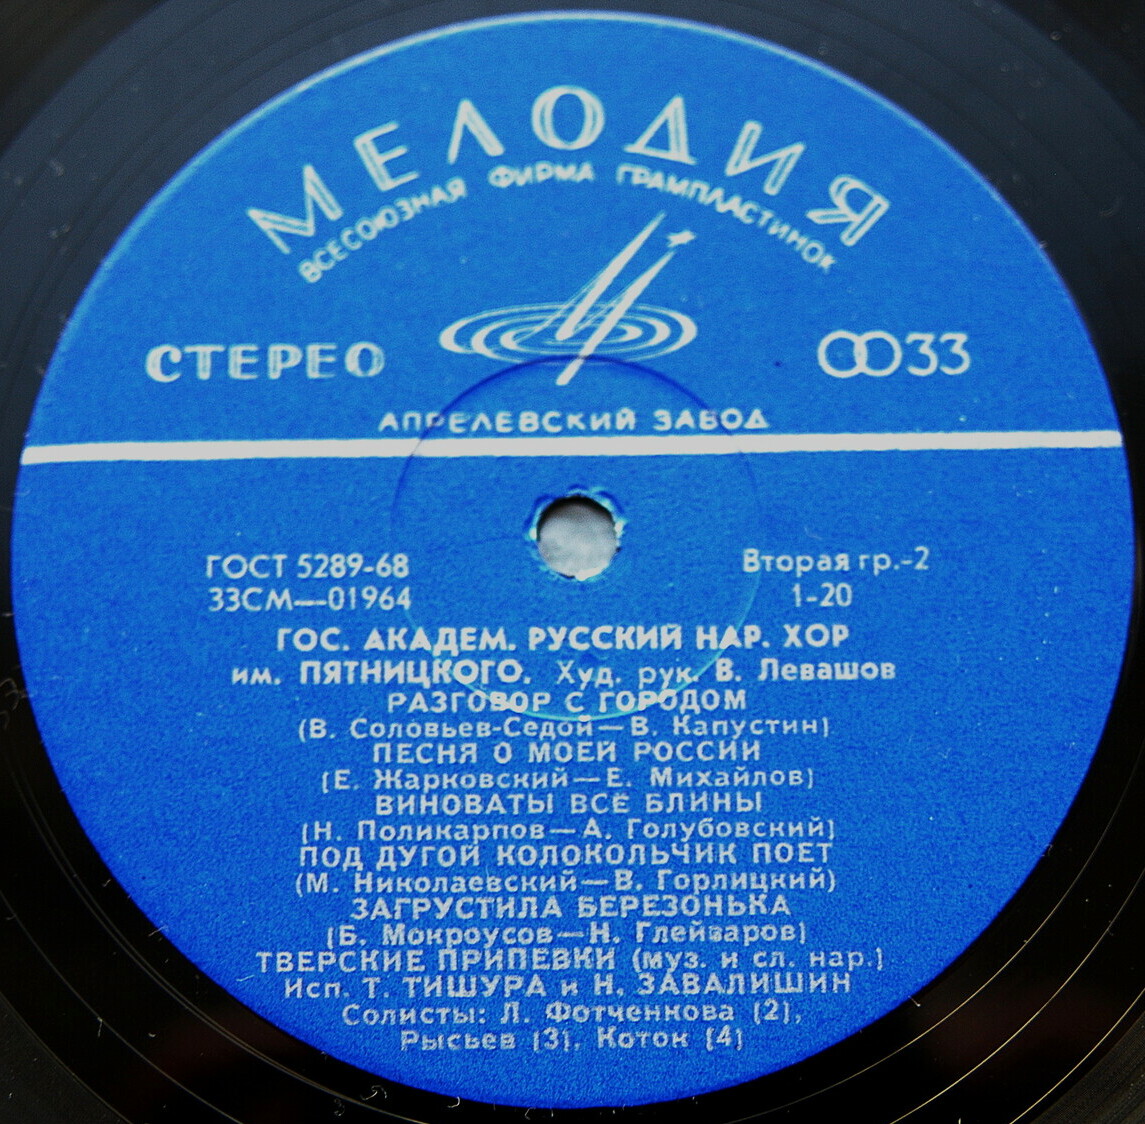 МЕЛОДИЯ
ВСЕСОЮЗНАЯ ФИРМА ГРАМПЛАСТИНОК
СТЕРЕО
33
АПРЕЛЕВСКИЙ ЗАВОД
ГОСТ 5289-68
Вторая гр.-2
33СМ—01964
1-20
ГОС. АКАДЕМ. РУССКИЙ НАР. ХОР
им. ПЯТНИЦКОГО. Худ. рук. В. Левашов
РАЗГОВОР С ГОРОДОМ
(В. Соловьев-Седой—В. Капустин)
ПЕСНЯ О МОЕЙ РОССИИ
(Е. Жарковский—Е. Михайлов)
ВИНОВАТЫ ВСЁ БЛИНЫ
(Н. Поликарпов—А. Голубовский)
ПОД ДУГОЙ КОЛОКОЛЬЧИК ПОЕТ
(М. Николаевский—В. Горлицкий)
ЗАГРУСТИЛА БЕРЕЗОНЬКА
(Б. Мокроусов—Н. Глейзаров)
ТВЕРСКИЕ ПРИПЕВКИ (муз. и сл. нар.)
Исп. Т. ТИШУРА и Н. ЗАВАЛИШИН
Солисты: Л. Фотченкова (2),
Рысьев (3), Коток (4)